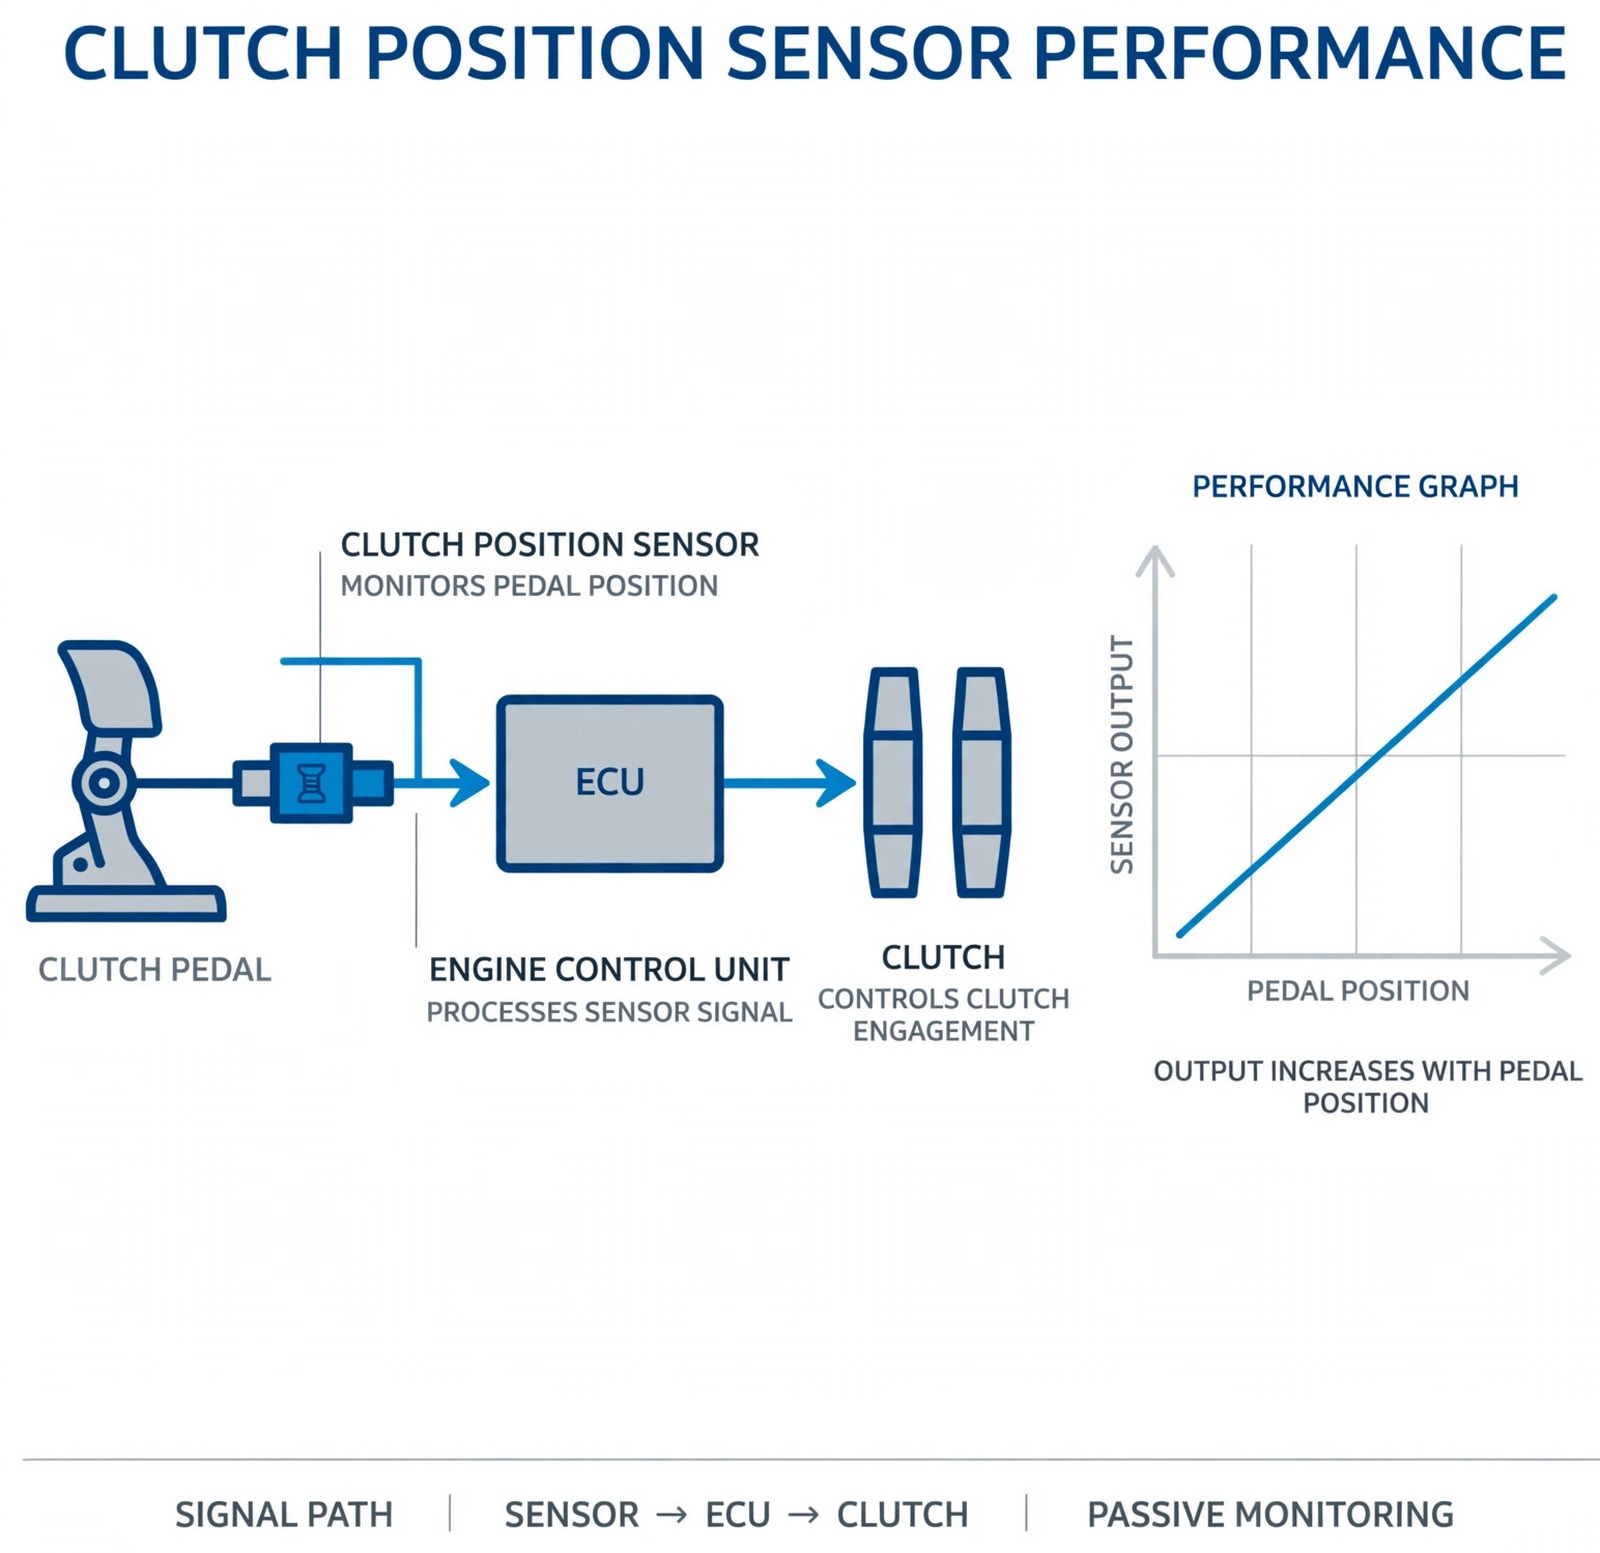 CLUTCH POSITION SENSOR PERFORMANCE
CLUTCH POSITION SENSOR
MONITORS PEDAL POSITION
ECU
CLUTCH PEDAL
ENGINE CONTROL UNIT
PROCESSES SENSOR SIGNAL
CLUTCH
CONTROLS CLUTCH
ENGAGEMENT
PERFORMANCE GRAPH
SENSOR OUTPUT
PEDAL POSITION
OUTPUT INCREASES WITH PEDAL
POSITION
SIGNAL PATH | SENSOR → ECU → CLUTCH | PASSIVE MONITORING